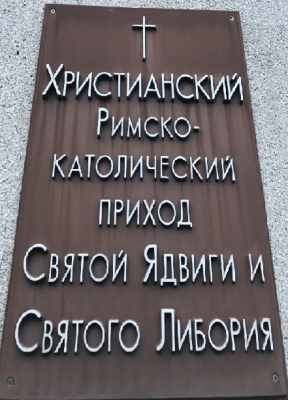 Христианский
Римско-
католический
приход
Святой Ядвиги и
Святого Либория